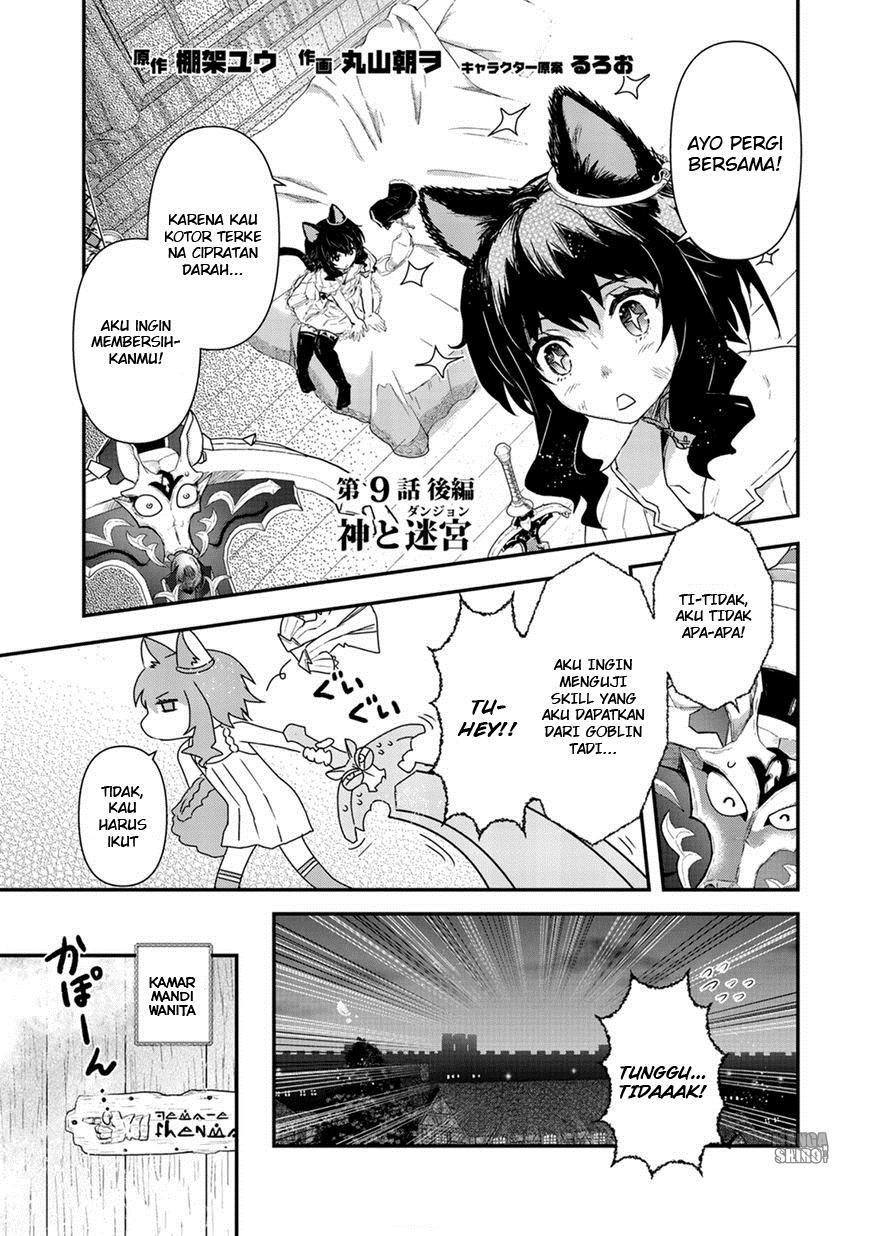 原作 棚架ユウ 作画 丸山朝ヲ キャラクター原案 るろお
AYO PERGI
BERSAMA!
KARENA KAU
KOTOR TERKE
NA CIPRATAN
DARAH...
AKU INGIN
MEMBERSIH-
KANMU!
第9話 後編
ダンジョン
神と迷宮
TI-TIDAK,
AKU TIDAK
APA-APA!
AKU INGIN
MENGUJI
SKILL YANG
AKU DAPATKAN
DARI GOBLIN
TADI...
TU-
HEY!!
ぐい
ぐい
TIDAK,
KAU
HARUS
IKUT
TUNGGU...
TIDAAAK!
KAMAR
MANDI
WANITA
かぽーん